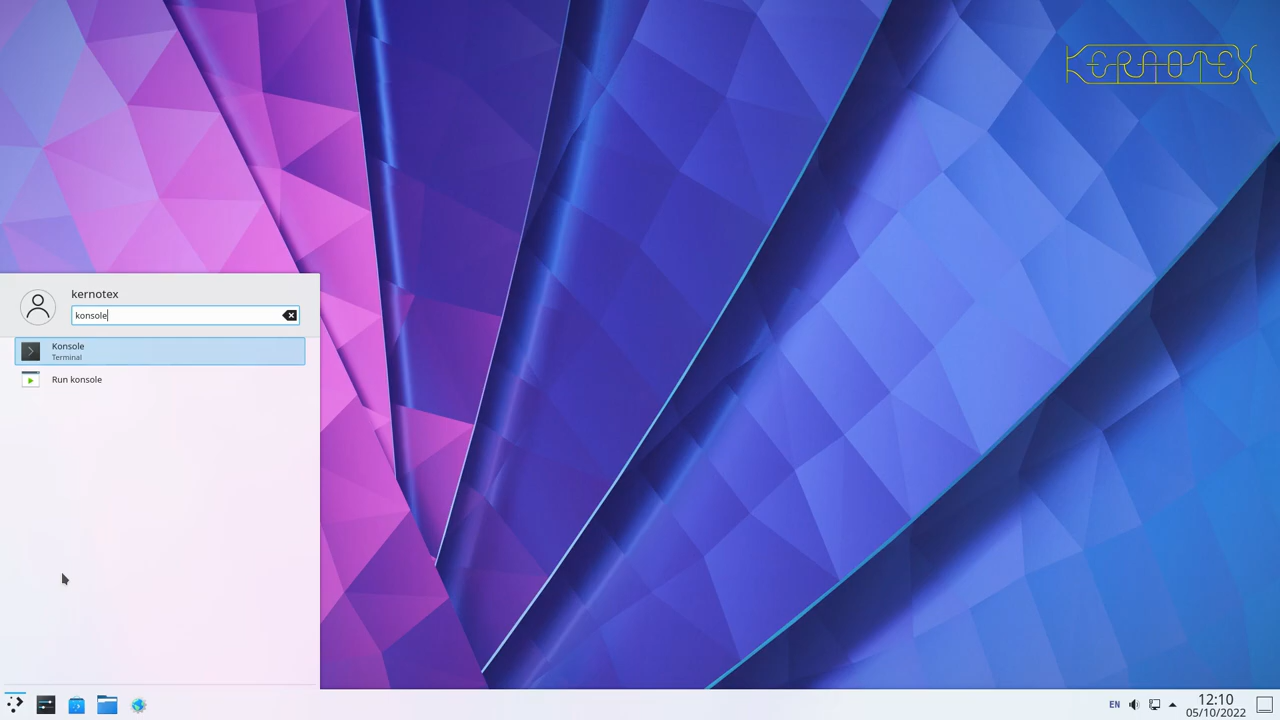 KERNOTEX
kernotex
konsole
Konsole
Terminal
Run konsole
EN
12:10
05/10/2022